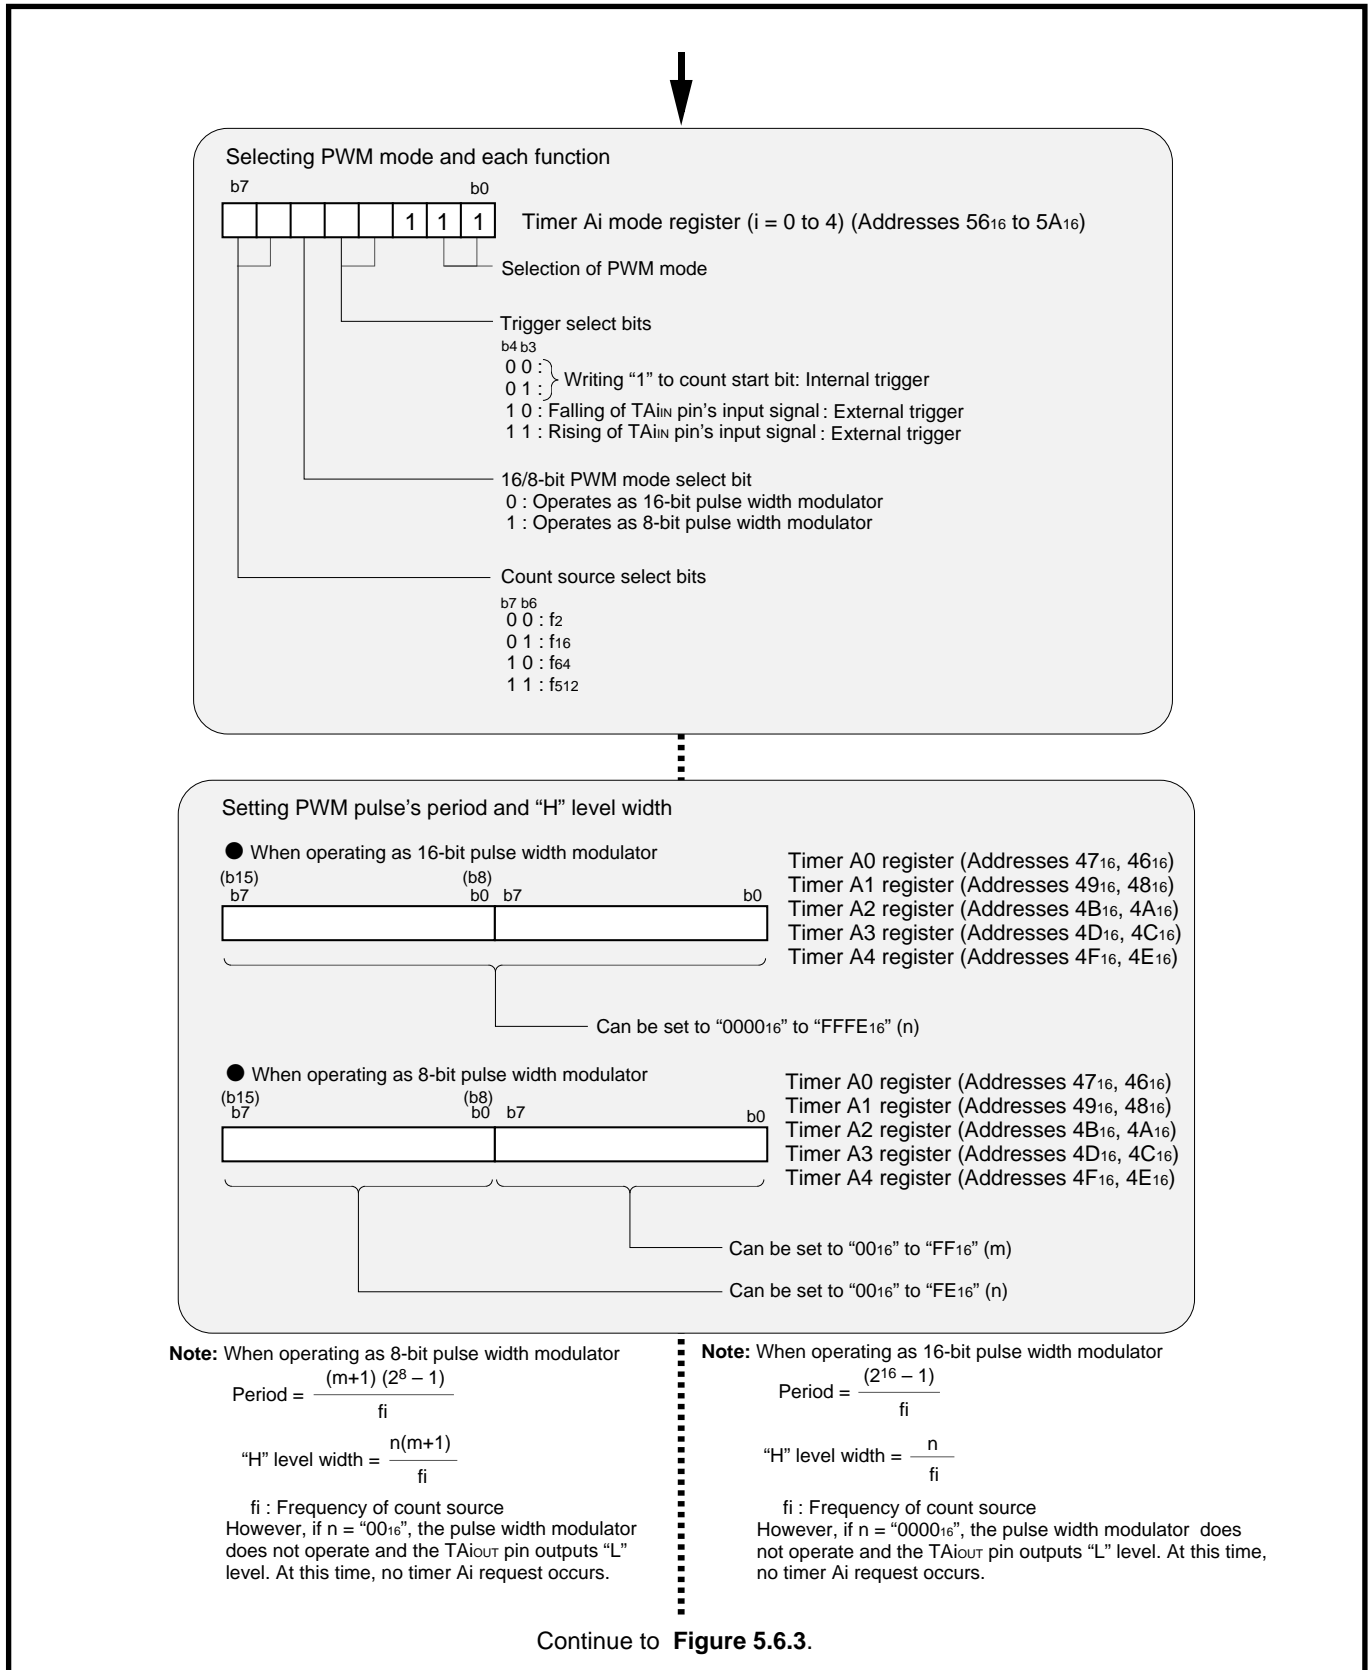 Selecting PWM mode and each function
b7 b0
1 1 1 Timer Ai mode register (i = 0 to 4) (Addresses 5616 to 5A16)
Selection of PWM mode
Trigger select bits
b4 b3
0 0 :
0 1 :
Writing “1” to count start bit: Internal trigger
1 0 : Falling of TAiIN pin’s input signal : External trigger
1 1 : Rising of TAiIN pin’s input signal : External trigger
16/8-bit PWM mode select bit
0 : Operates as 16-bit pulse width modulator
1 : Operates as 8-bit pulse width modulator
Count source select bits
b7 b6
0 0 : f2
0 1 : f16
1 0 : f64
1 1 : f512
Setting PWM pulse’s period and “H” level width
● When operating as 16-bit pulse width modulator
(b15) (b8)
b7 b0 b7 b0
Timer A0 register (Addresses 4716, 4616)
Timer A1 register (Addresses 4916, 4816)
Timer A2 register (Addresses 4B16, 4A16)
Timer A3 register (Addresses 4D16, 4C16)
Timer A4 register (Addresses 4F16, 4E16)
Can be set to “000016” to “FFFE16” (n)
● When operating as 8-bit pulse width modulator
(b15) (b8)
b7 b0 b7 b0
Timer A0 register (Addresses 4716, 4616)
Timer A1 register (Addresses 4916, 4816)
Timer A2 register (Addresses 4B16, 4A16)
Timer A3 register (Addresses 4D16, 4C16)
Timer A4 register (Addresses 4F16, 4E16)
Can be set to “0016” to “FF16” (m)
Can be set to “0016” to “FE16” (n)
Note: When operating as 8-bit pulse width modulator
Period = (m+1) (2^8 – 1) / fi
“H” level width = n(m+1) / fi
fi : Frequency of count source
However, if n = “0016”, the pulse width modulator
does not operate and the TAiOUT pin outputs “L”
level. At this time, no timer Ai request occurs.
Note: When operating as 16-bit pulse width modulator
Period = (2^16 – 1) / fi
“H” level width = n / fi
fi : Frequency of count source
However, if n = “000016”, the pulse width modulator does
not operate and the TAiOUT pin outputs “L” level. At this time,
no timer Ai request occurs.
Continue to Figure 5.6.3.